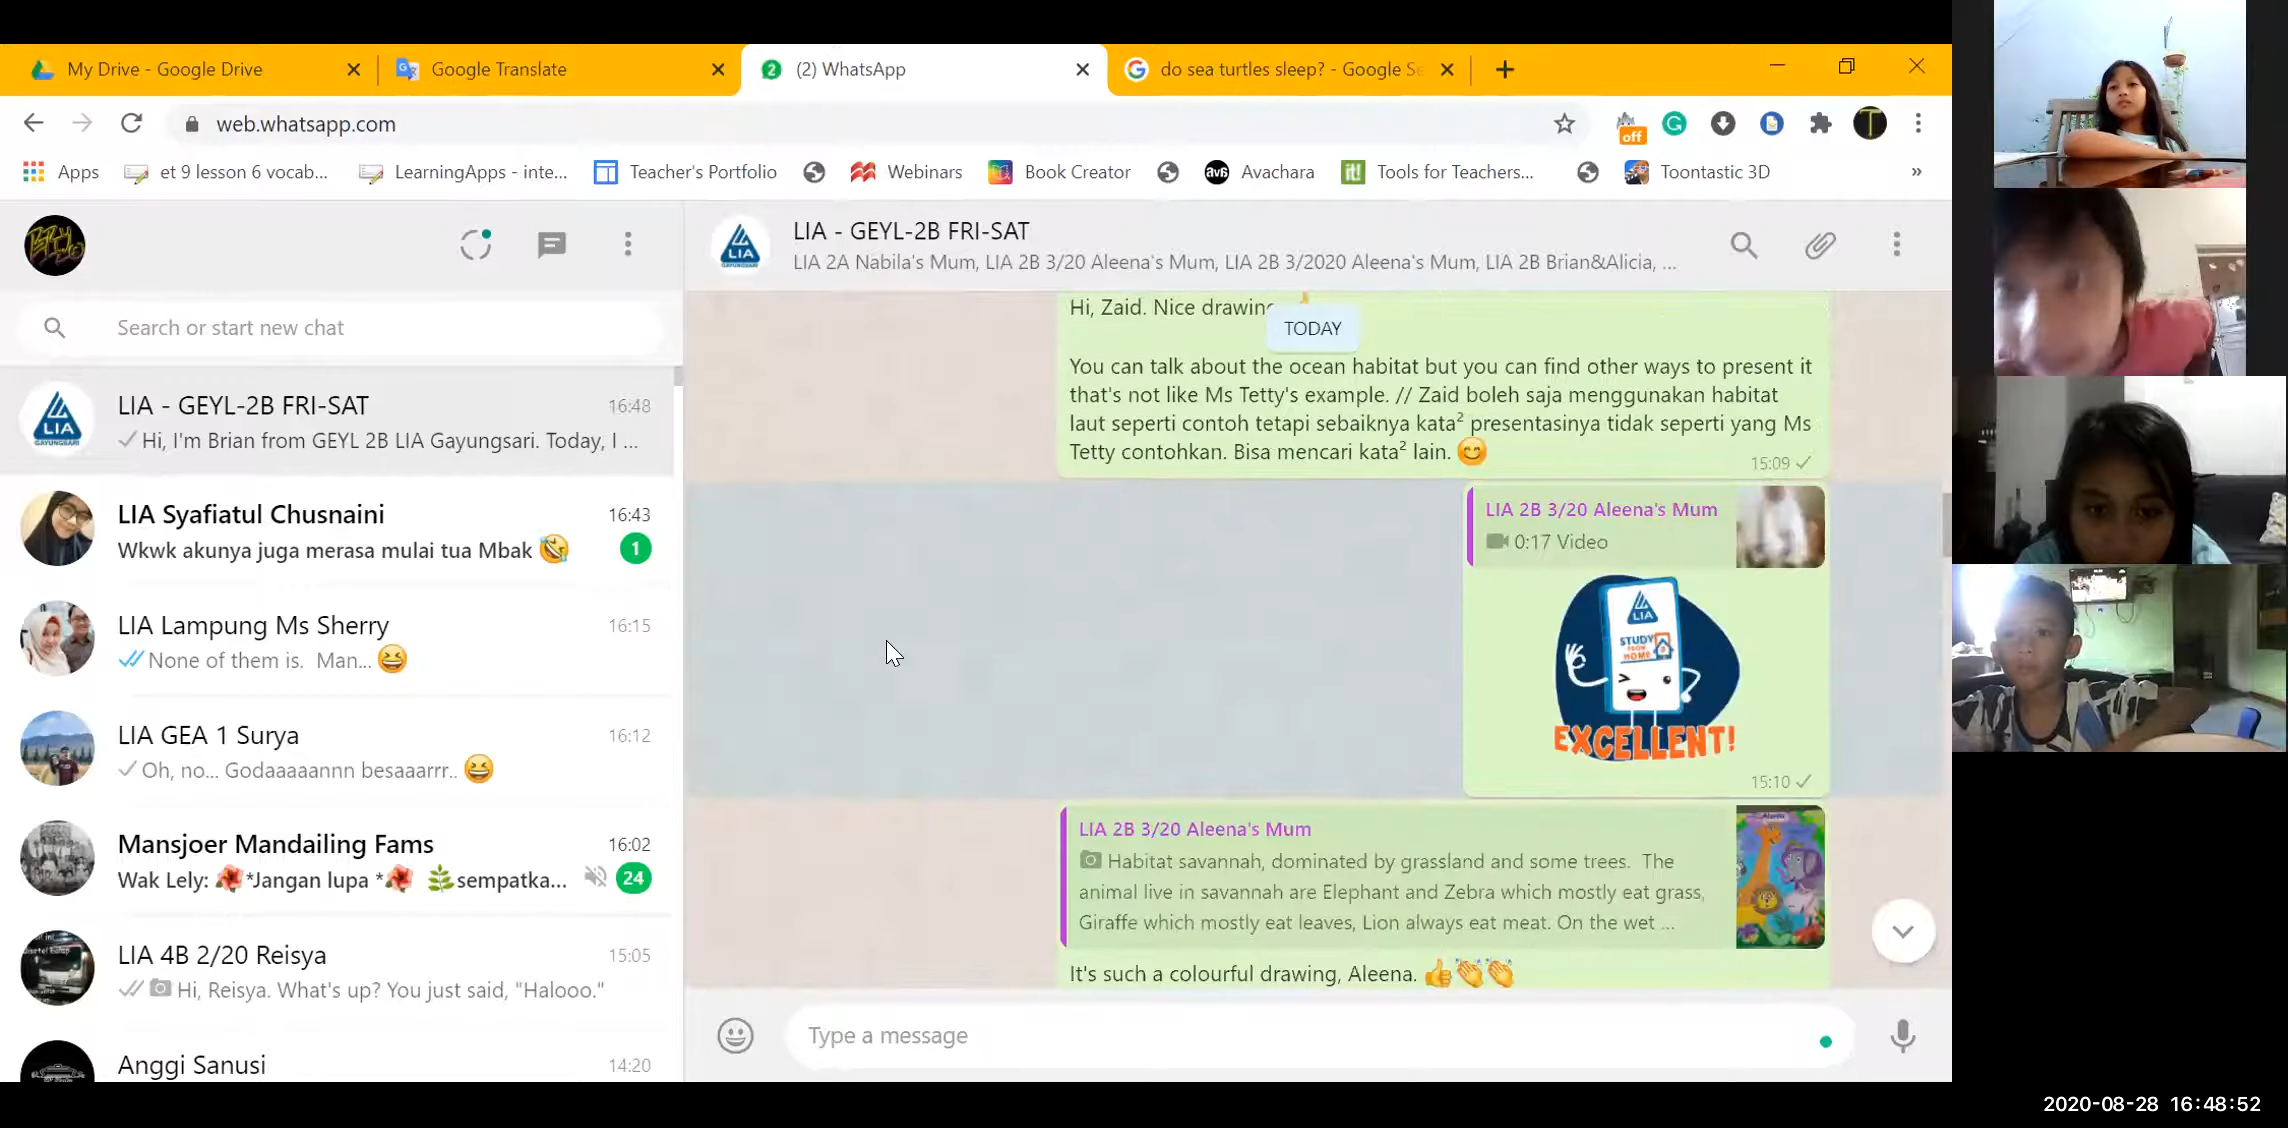 My Drive - Google Drive
Google Translate
2
(2) WhatsApp
do sea turtles sleep? - Google Se
web.whatsapp.com
off
T
Apps
et 9 lesson 6 vocab...
LearningApps - inte...
Teacher's Portfolio
Webinars
Book Creator
ava
Avachara
it!
Tools for Teachers...
Toontastic 3D
»
LIA - GEYL-2B FRI-SAT
LIA 2A Nabila's Mum, LIA 2B 3/20 Aleena's Mum, LIA 2B 3/2020 Aleena's Mum, LIA 2B Brian&Alicia, ...
Search or start new chat
LIA - GEYL-2B FRI-SAT 16:48
Hi, I'm Brian from GEYL 2B LIA Gayungsari. Today, I ...
LIA
GAYUNGSARI
LIA Syafiatul Chusnaini 16:43
Wkwk akunya juga merasa mulai tua Mbak 🤣 1
LIA Lampung Ms Sherry 16:15
None of them is. Man... 😆
LIA GEA 1 Surya 16:12
Oh, no... Godaaaaannn besaaarrr.. 😆
Mansjoer Mandailing Fams 16:02
Wak Lely: 🌺*Jangan lupa *🌺 🌿sempatka... 24
LIA 4B 2/20 Reisya 15:05
Hi, Reisya. What's up? You just said, "Halooo."
Anggi Sanusi 14:20
Hi, Zaid. Nice drawing
TODAY
You can talk about the ocean habitat but you can find other ways to present it
that's not like Ms Tetty's example. // Zaid boleh saja menggunakan habitat
laut seperti contoh tetapi sebaiknya kata² presentasinya tidak seperti yang Ms
Tetty contohkan. Bisa mencari kata² lain. 😊
15:09
LIA 2B 3/20 Aleena's Mum
0:17 Video
LIA
STUDY
FROM
HOME
EXCELLENT!
15:10
LIA 2B 3/20 Aleena's Mum
Habitat savannah, dominated by grassland and some trees. The
animal live in savannah are Elephant and Zebra which mostly eat grass,
Giraffe which mostly eat leaves, Lion always eat meat. On the wet ...
It's such a colourful drawing, Aleena. 👍👏👏
Type a message
2020-08-28 16:48:52